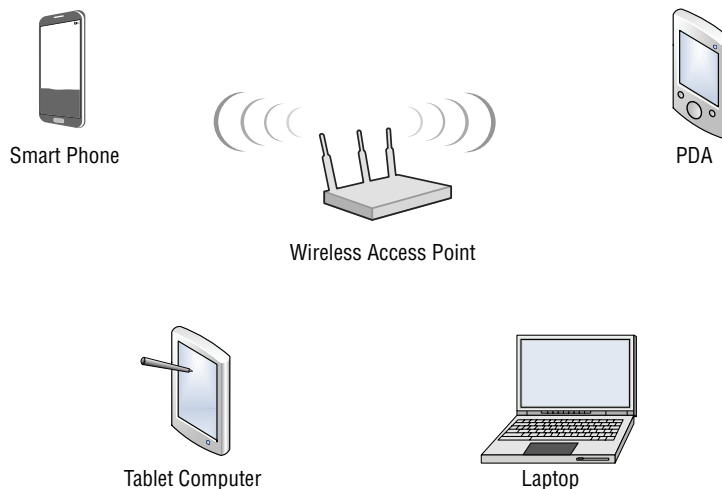 Smart Phone
PDA
Wireless Access Point
Tablet Computer
Laptop